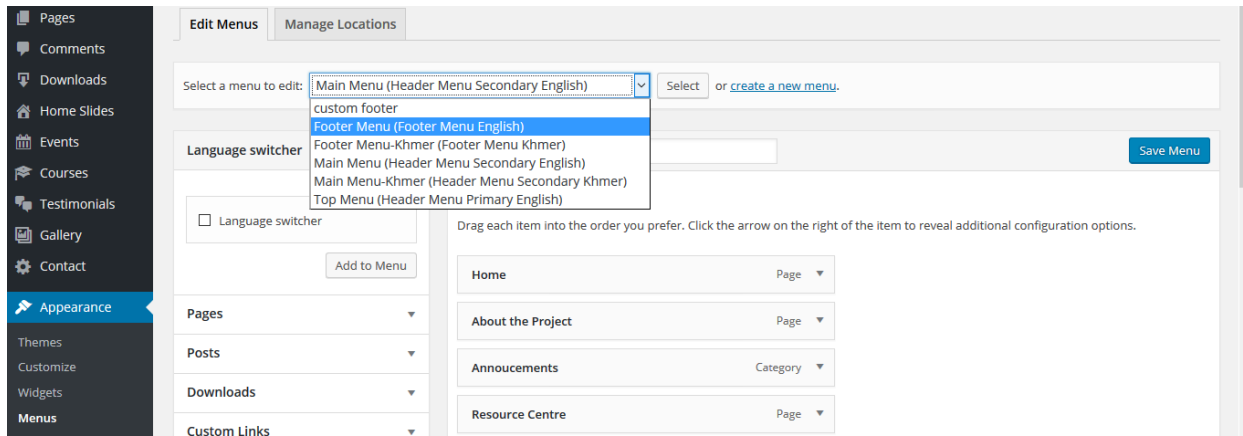 Pages
Comments
Downloads
Home Slides
Events
Courses
Testimonials
Gallery
Contact
Appearance
Themes
Customize
Widgets
Menus
Edit Menus
Manage Locations
Select a menu to edit: Main Menu (Header Menu Secondary English) Select or create a new menu.
custom footer
Footer Menu (Footer Menu English)
Footer Menu-Khmer (Footer Menu Khmer)
Main Menu (Header Menu Secondary English)
Main Menu-Khmer (Header Menu Secondary Khmer)
Top Menu (Header Menu Primary English)
Language switcher
Save Menu
Language switcher
Add to Menu
Pages
Posts
Downloads
Custom Links
Drag each item into the order you prefer. Click the arrow on the right of the item to reveal additional configuration options.
Home Page
About the Project Page
Annoucements Category
Resource Centre Page